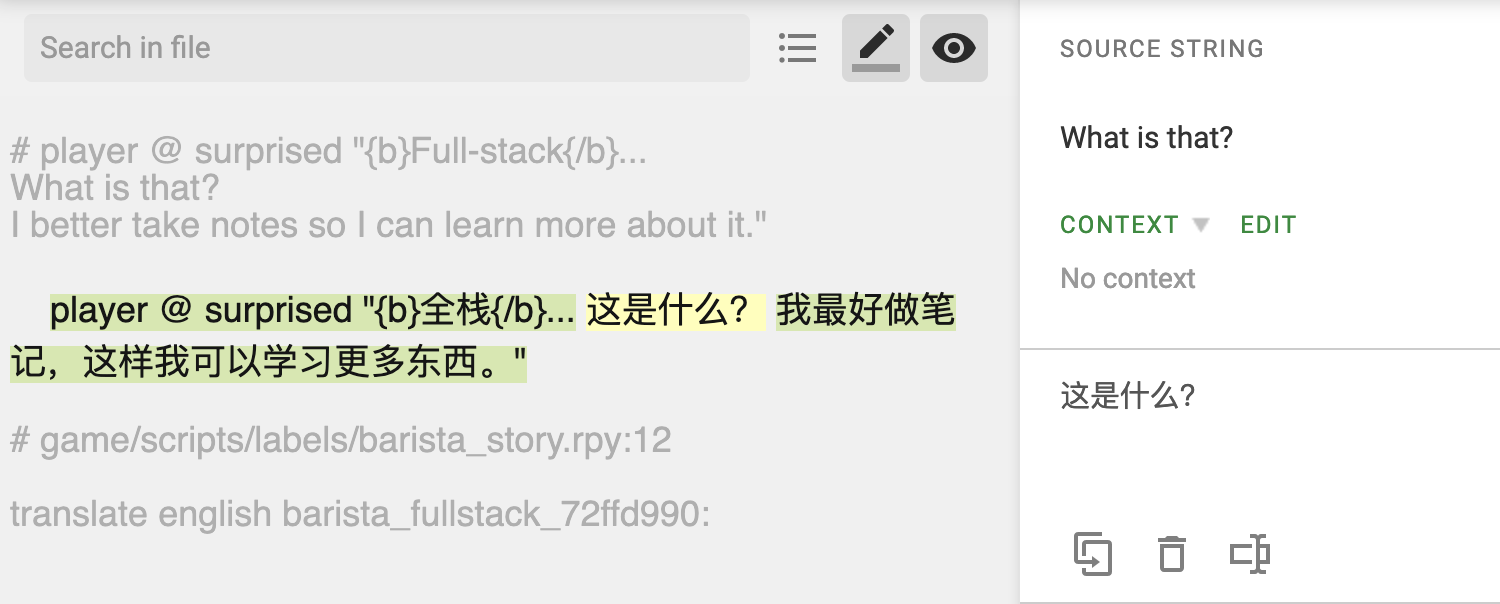 Search in file
# player @ surprised "{b}Full-stack{/b}...
What is that?
I better take notes so I can learn more about it."
player @ surprised "{b}全栈{/b}... 这是什么？ 我最好做笔
记，这样我可以学习更多东西。"
# game/scripts/labels/barista_story.rpy:12
translate english barista_fullstack_72ffd990:
SOURCE STRING
What is that?
CONTEXT EDIT
No context
这是什么?